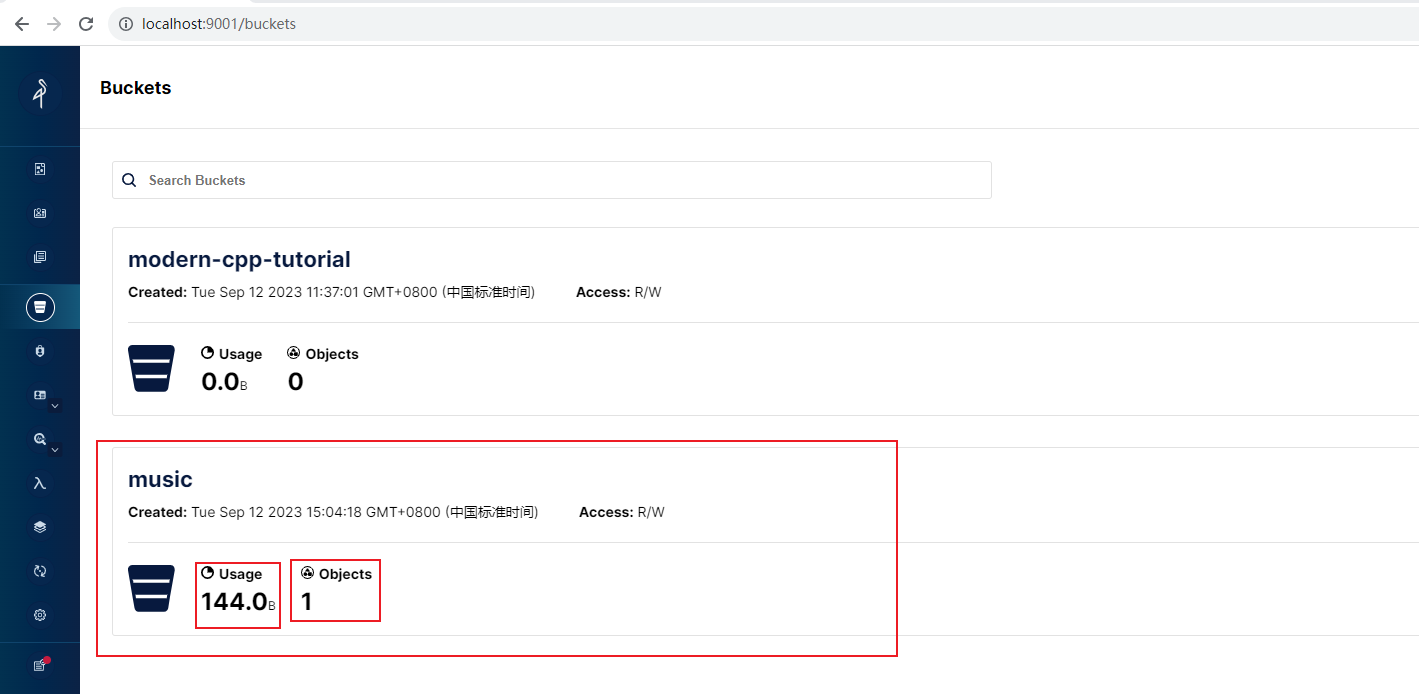 localhost:9001/buckets
Buckets
Search Buckets
modern-cpp-tutorial
Created: Tue Sep 12 2023 11:37:01 GMT+0800 (中国标准时间) Access: R/W
Usage Objects
0.0B 0
music
Created: Tue Sep 12 2023 15:04:18 GMT+0800 (中国标准时间) Access: R/W
Usage Objects
144.0B 1